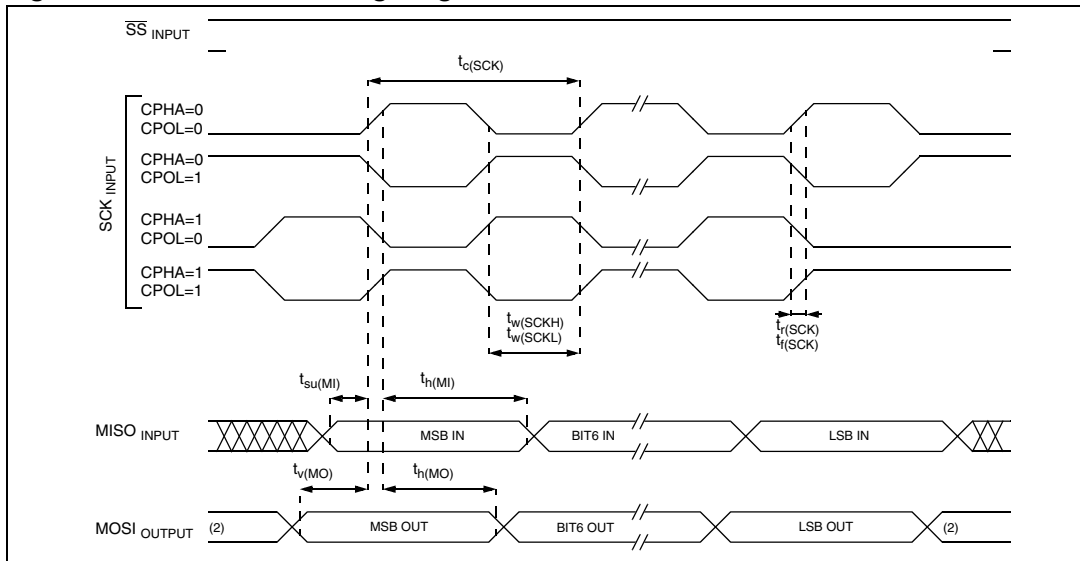 SS INPUT
tc(SCK)
SCK INPUT
CPHA=0
CPOL=0
CPHA=0
CPOL=1
CPHA=1
CPOL=0
CPHA=1
CPOL=1
tw(SCKH)
tw(SCKL)
tr(SCK)
tf(SCK)
tsu(MI)
th(MI)
MISO INPUT
MSB IN
BIT6 IN
LSB IN
tv(MO)
th(MO)
MOSI OUTPUT
(2)
MSB OUT
BIT6 OUT
LSB OUT
(2)